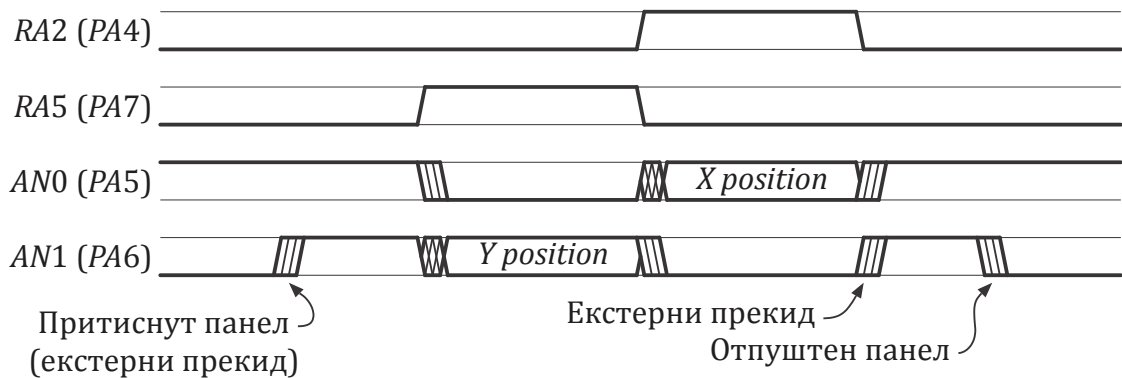 RA2 (PA4)
RA5 (PA7)
AN0 (PA5)
X position
AN1 (PA6)
Y position
Притиснут панел
(екстерни прекид)
Екстерни прекид
Отпуштен панел